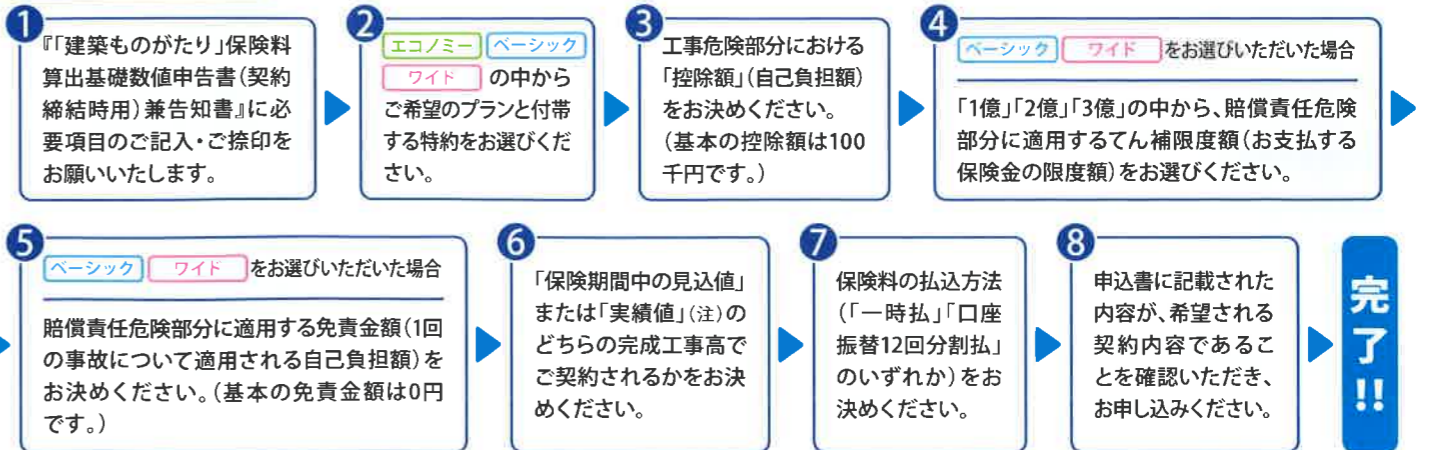 1
『「建築ものがたり」保険料
算出基礎数値申告書(契約
締結時用)兼告知書』に必
要項目のご記入・ご捺印を
お願いいたします。
2
エコノミー ベーシック
ワイド の中から
ご希望のプランと付帯
する特約をお選びくだ
さい。
3
工事危険部分における
「控除額」(自己負担額)
をお決めください。
(基本の控除額は100
千円です。)
4
ベーシック ワイド をお選びいただいた場合
「1億」「2億」「3億」の中から、賠償責任危険
部分に適用するてん補限度額(お支払する
保険金の限度額)をお選びください。
5
ベーシック ワイド をお選びいただいた場合
賠償責任危険部分に適用する免責金額(1回
の事故について適用される自己負担額)を
お決めください。(基本の免責金額は0円
です。)
6
「保険期間中の見込値」
または「実績値」(注)の
どちらの完成工事高で
ご契約されるかをお決
めください。
7
保険料の払込方法
(「一時払」「口座
振替12回分割払」
のいずれか)をお
決めください。
8
申込書に記載された
内容が、希望される
契約内容であるこ
とを確認いただき、
お申し込みください。
完了!!